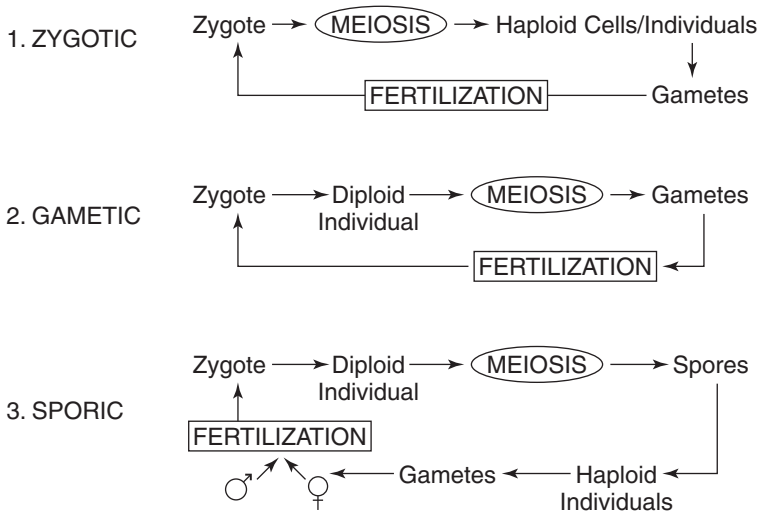 1. ZYGOTIC
Zygote MEIOSIS Haploid Cells/Individuals
FERTILIZATION Gametes
2. GAMETIC
Zygote Diploid MEIOSIS Gametes
Individual
FERTILIZATION
3. SPORIC
Zygote Diploid MEIOSIS Spores
Individual
FERTILIZATION
♂ ♀ Gametes Haploid
Individuals